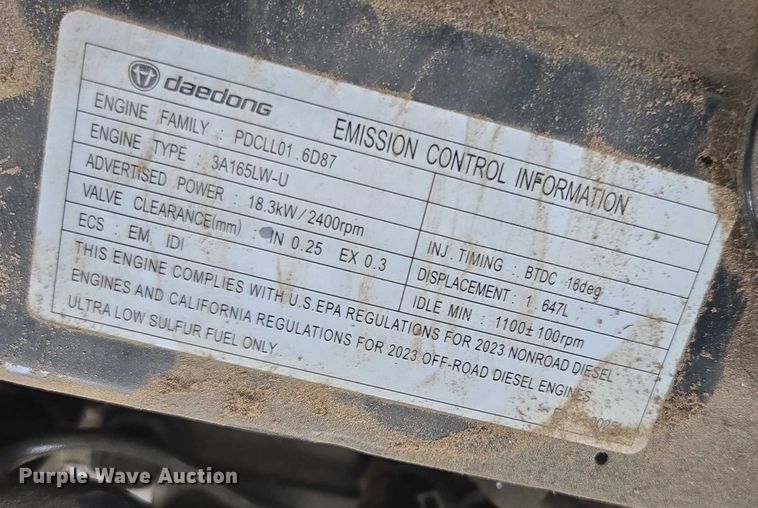 daedong
EMISSION CONTROL INFORMATION
ENGINE FAMILY : PDCLL01.6D87
ENGINE TYPE : 3A165LW-U
ADVERTISED POWER : 18.3kW/2400rpm
VALVE CLEARANCE(mm) : IN 0.25 EX 0.3
ECS : EM, IDI
INJ. TIMING : BTDC 16deg
DISPLACEMENT : 1.647L
IDLE MIN : 1100±100rpm
THIS ENGINE COMPLIES WITH U.S.EPA REGULATIONS FOR 2023 NONROAD DIESEL
ENGINES AND CALIFORNIA REGULATIONS FOR 2023 OFF-ROAD DIESEL ENGINES
ULTRA LOW SULFUR FUEL ONLY
Purple Wave Auction